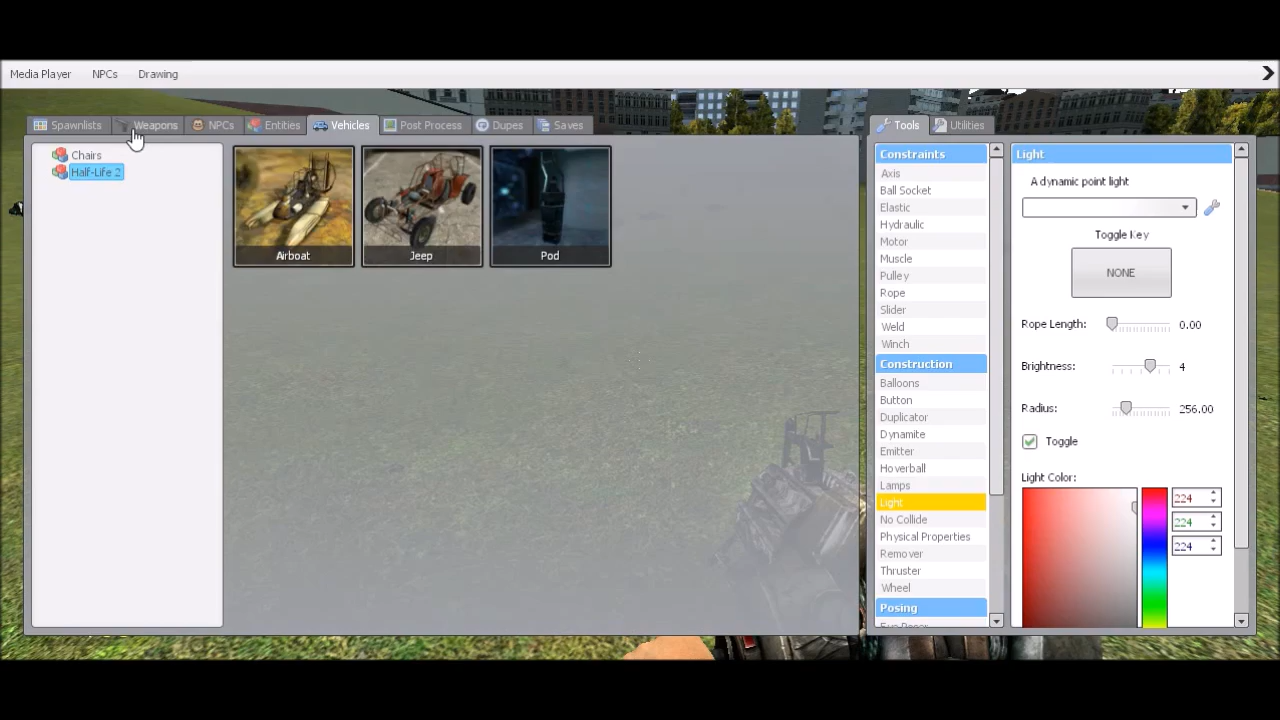 Media Player NPCs Drawing
Spawnlists Weapons NPCs Entities Vehicles Post Process Dupes Saves
Chairs
Half-Life 2
Airboat Jeep Pod
Tools Utilities
Constraints
Axis
Ball Socket
Elastic
Hydraulic
Motor
Muscle
Pulley
Rope
Slider
Weld
Winch
Construction
Balloons
Button
Duplicator
Dynamite
Emitter
Hoverball
Lamps
Light
No Collide
Physical Properties
Remover
Thruster
Wheel
Posing
Light
A dynamic point light
Toggle Key
NONE
Rope Length: 0.00
Brightness: 4
Radius: 256.00
Toggle
Light Color:
224
224
224